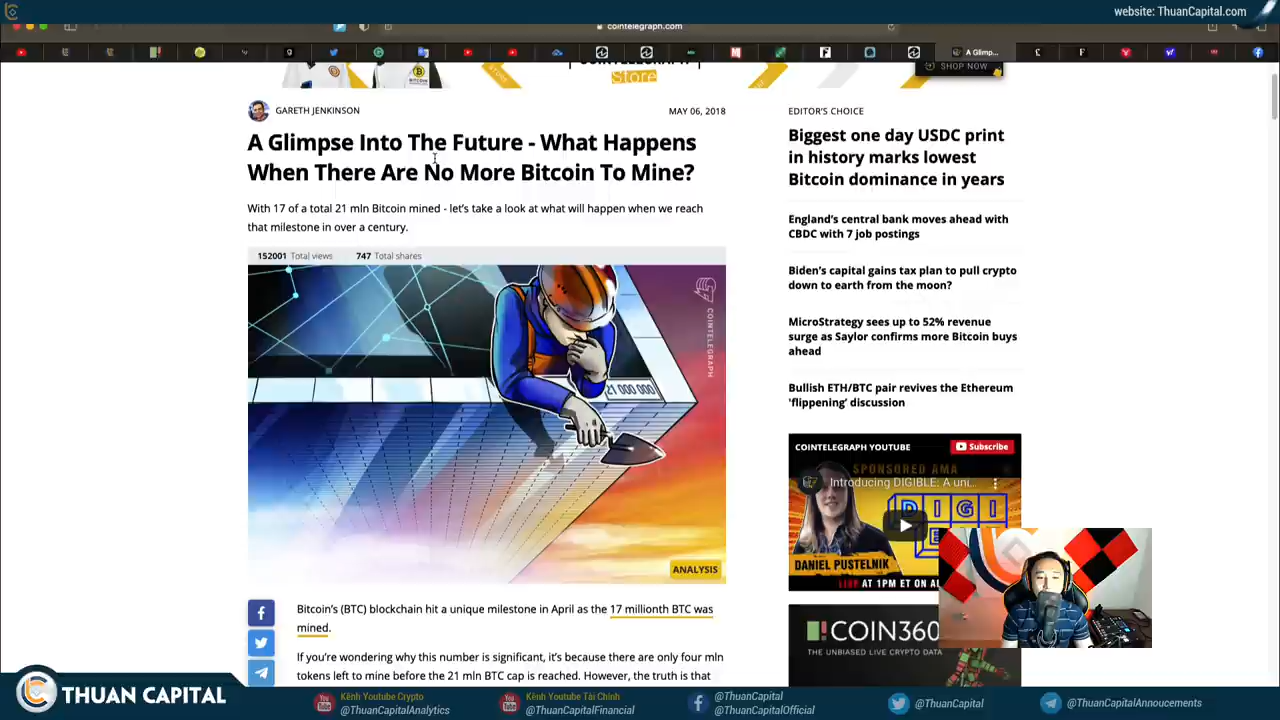 website: ThuanCapital.com
cointelegraph.com
A Glimp...
Store
SHOP NOW
GARETH JENKINSON
MAY 06, 2018
A Glimpse Into The Future - What Happens
When There Are No More Bitcoin To Mine?
With 17 of a total 21 mln Bitcoin mined - let's take a look at what will happen when we reach
that milestone in over a century.
152001 Total views 747 Total shares
COINTELEGRAPH
21 000 000
ANALYSIS
Bitcoin's (BTC) blockchain hit a unique milestone in April as the 17 millionth BTC was
mined.
If you're wondering why this number is significant, it's because there are only four mln
tokens left to mine before the 21 mln BTC cap is reached. However, the truth is that
EDITOR'S CHOICE
Biggest one day USDC print
in history marks lowest
Bitcoin dominance in years
England's central bank moves ahead with
CBDC with 7 job postings
Biden's capital gains tax plan to pull crypto
down to earth from the moon?
MicroStrategy sees up to 52% revenue
surge as Saylor confirms more Bitcoin buys
ahead
Bullish ETH/BTC pair revives the Ethereum
'flippening' discussion
COINTELEGRAPH YOUTUBE
Subscribe
SPONSORED AMA
Introducing DIGIBLE: A uni...
DIGI
DANIEL PUSTELNIK
AT 1PM ET ON
COIN360
THE UNBIASED LIVE CRYPTO DATA
THUAN CAPITAL
Kênh Youtube Crypto
@ThuanCapitalAnalytics
Kênh Youtube Tài Chính
@ThuanCapitalFinancial
@ThuanCapital
@ThuanCapitalOfficial
@ThuanCapital
@ThuanCapitalAnnoucements